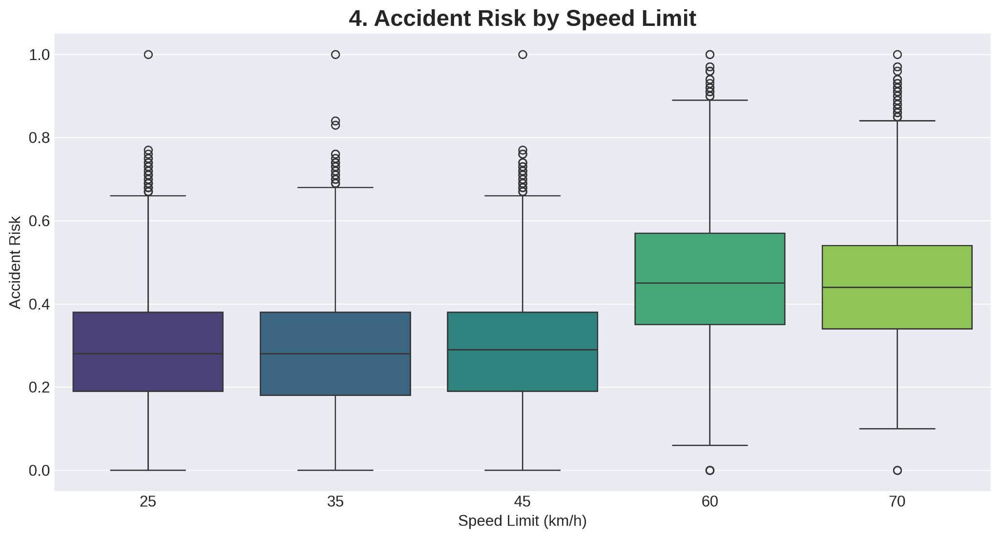 4. Accident Risk by Speed Limit
1.0
0.8
0.6
0.4
0.2
0.0
Accident Risk
25 35 45 60 70
Speed Limit (km/h)